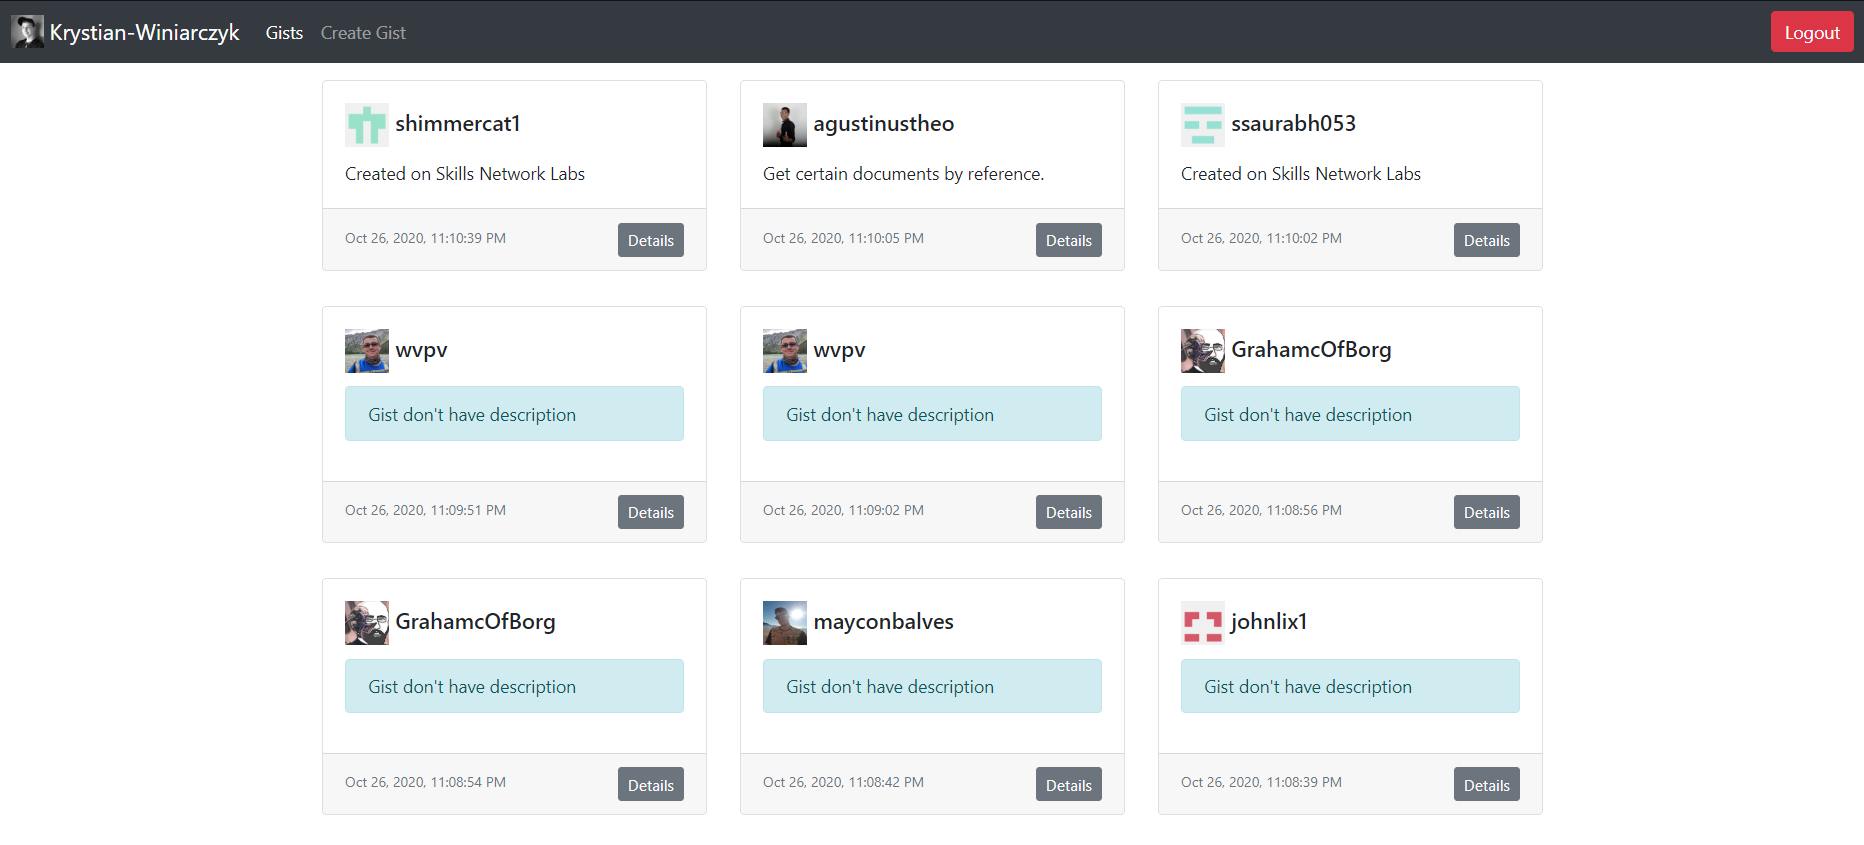 Krystian-Winiarczyk Gists Create Gist Logout
shimmercat1
Created on Skills Network Labs
Oct 26, 2020, 11:10:39 PM Details
agustinustheo
Get certain documents by reference.
Oct 26, 2020, 11:10:05 PM Details
ssaurabh053
Created on Skills Network Labs
Oct 26, 2020, 11:10:02 PM Details
wvpv
Gist don't have description
Oct 26, 2020, 11:09:51 PM Details
wvpv
Gist don't have description
Oct 26, 2020, 11:09:02 PM Details
GrahamcOfBorg
Gist don't have description
Oct 26, 2020, 11:08:56 PM Details
GrahamcOfBorg
Gist don't have description
Oct 26, 2020, 11:08:54 PM Details
mayconbalves
Gist don't have description
Oct 26, 2020, 11:08:42 PM Details
johnlix1
Gist don't have description
Oct 26, 2020, 11:08:39 PM Details